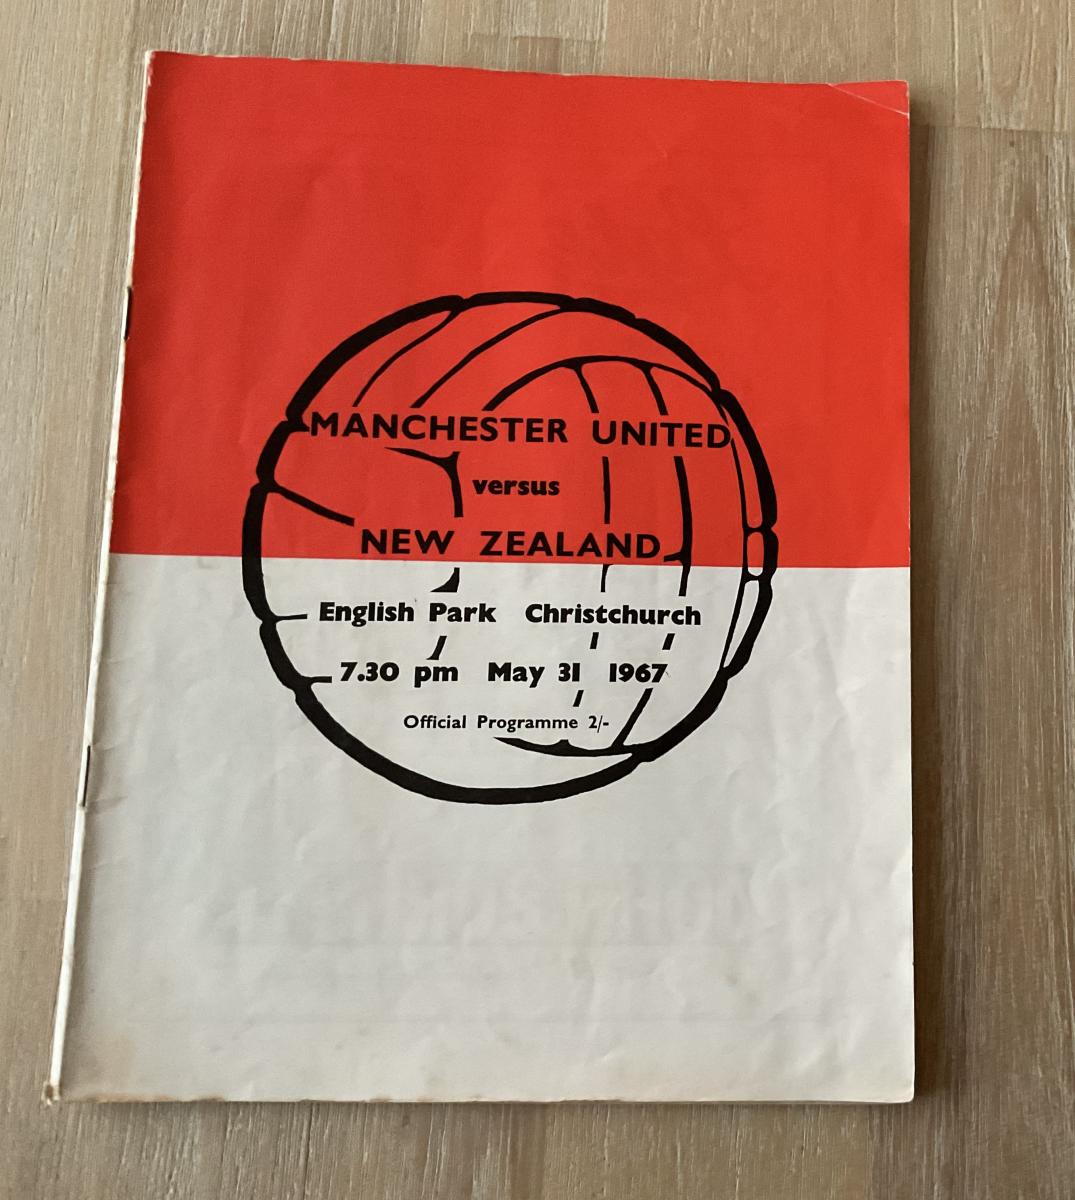 MANCHESTER UNITED
versus
NEW ZEALAND
English Park Christchurch
7.30 pm May 31 1967
Official Programme 2/-